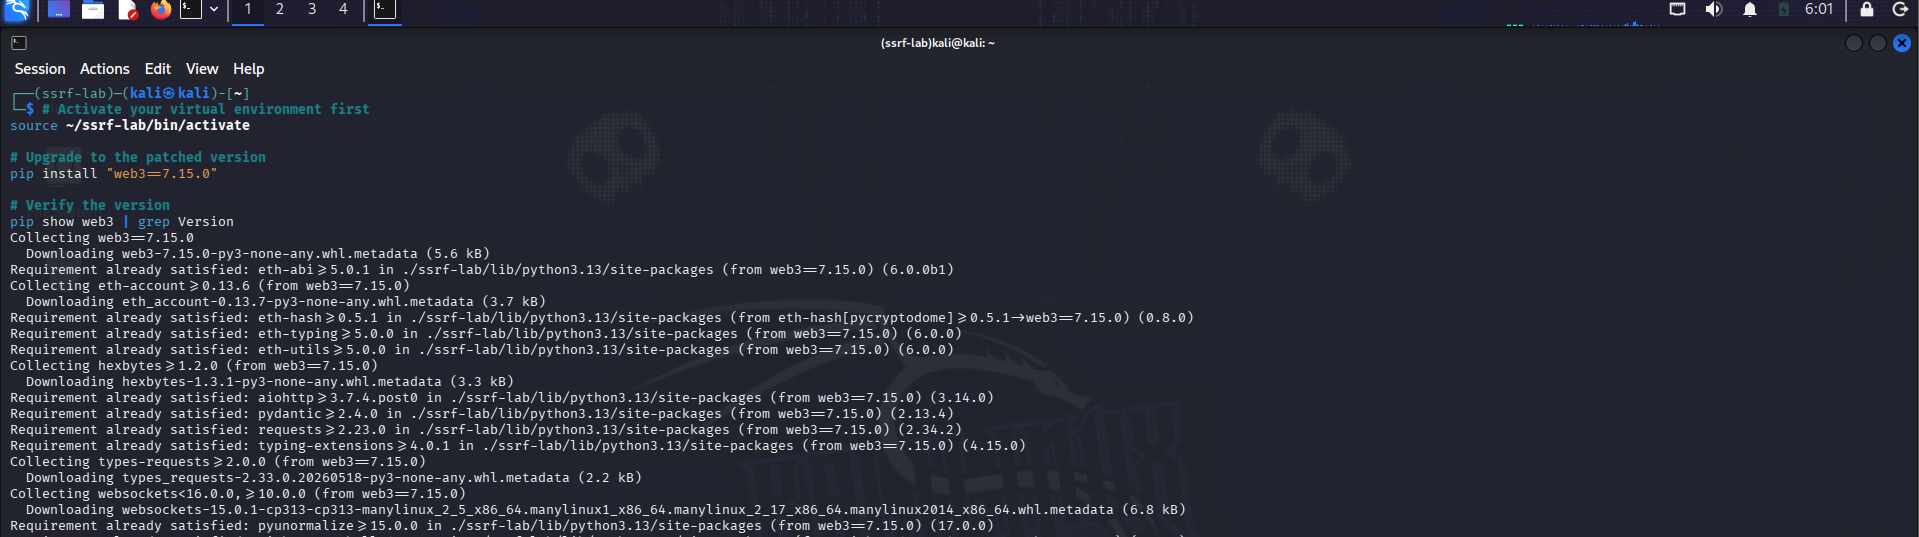 1 2 3 4
6:01
(ssrf-lab)kali@kali: ~
Session Actions Edit View Help
┌──(ssrf-lab)─(kali㉿kali)-[~]
└─$ # Activate your virtual environment first
source ~/ssrf-lab/bin/activate
# Upgrade to the patched version
pip install "web3==7.15.0"
# Verify the version
pip show web3 | grep Version
Collecting web3==7.15.0
Downloading web3-7.15.0-py3-none-any.whl.metadata (5.6 kB)
Requirement already satisfied: eth-abi>=5.0.1 in ./ssrf-lab/lib/python3.13/site-packages (from web3==7.15.0) (6.0.0b1)
Collecting eth-account>=0.13.6 (from web3==7.15.0)
Downloading eth_account-0.13.7-py3-none-any.whl.metadata (3.7 kB)
Requirement already satisfied: eth-hash>=0.5.1 in ./ssrf-lab/lib/python3.13/site-packages (from eth-hash[pycryptodome]>=0.5.1->web3==7.15.0) (0.8.0)
Requirement already satisfied: eth-typing>=5.0.0 in ./ssrf-lab/lib/python3.13/site-packages (from web3==7.15.0) (6.0.0)
Requirement already satisfied: eth-utils>=5.0.0 in ./ssrf-lab/lib/python3.13/site-packages (from web3==7.15.0) (6.0.0)
Collecting hexbytes>=1.2.0 (from web3==7.15.0)
Downloading hexbytes-1.3.1-py3-none-any.whl.metadata (3.3 kB)
Requirement already satisfied: aiohttp>=3.7.4.post0 in ./ssrf-lab/lib/python3.13/site-packages (from web3==7.15.0) (3.14.0)
Requirement already satisfied: pydantic>=2.4.0 in ./ssrf-lab/lib/python3.13/site-packages (from web3==7.15.0) (2.13.4)
Requirement already satisfied: requests>=2.23.0 in ./ssrf-lab/lib/python3.13/site-packages (from web3==7.15.0) (2.34.2)
Requirement already satisfied: typing-extensions>=4.0.1 in ./ssrf-lab/lib/python3.13/site-packages (from web3==7.15.0) (4.15.0)
Collecting types-requests>=2.0.0 (from web3==7.15.0)
Downloading types_requests-2.33.0.20260518-py3-none-any.whl.metadata (2.2 kB)
Collecting websockets<16.0.0,>=10.0.0 (from web3==7.15.0)
Downloading websockets-15.0.1-cp313-cp313-manylinux_2_5_x86_64.manylinux1_x86_64.manylinux_2_17_x86_64.manylinux2014_x86_64.whl.metadata (6.8 kB)
Requirement already satisfied: pyunormalize>=15.0.0 in ./ssrf-lab/lib/python3.13/site-packages (from web3==7.15.0) (17.0.0)